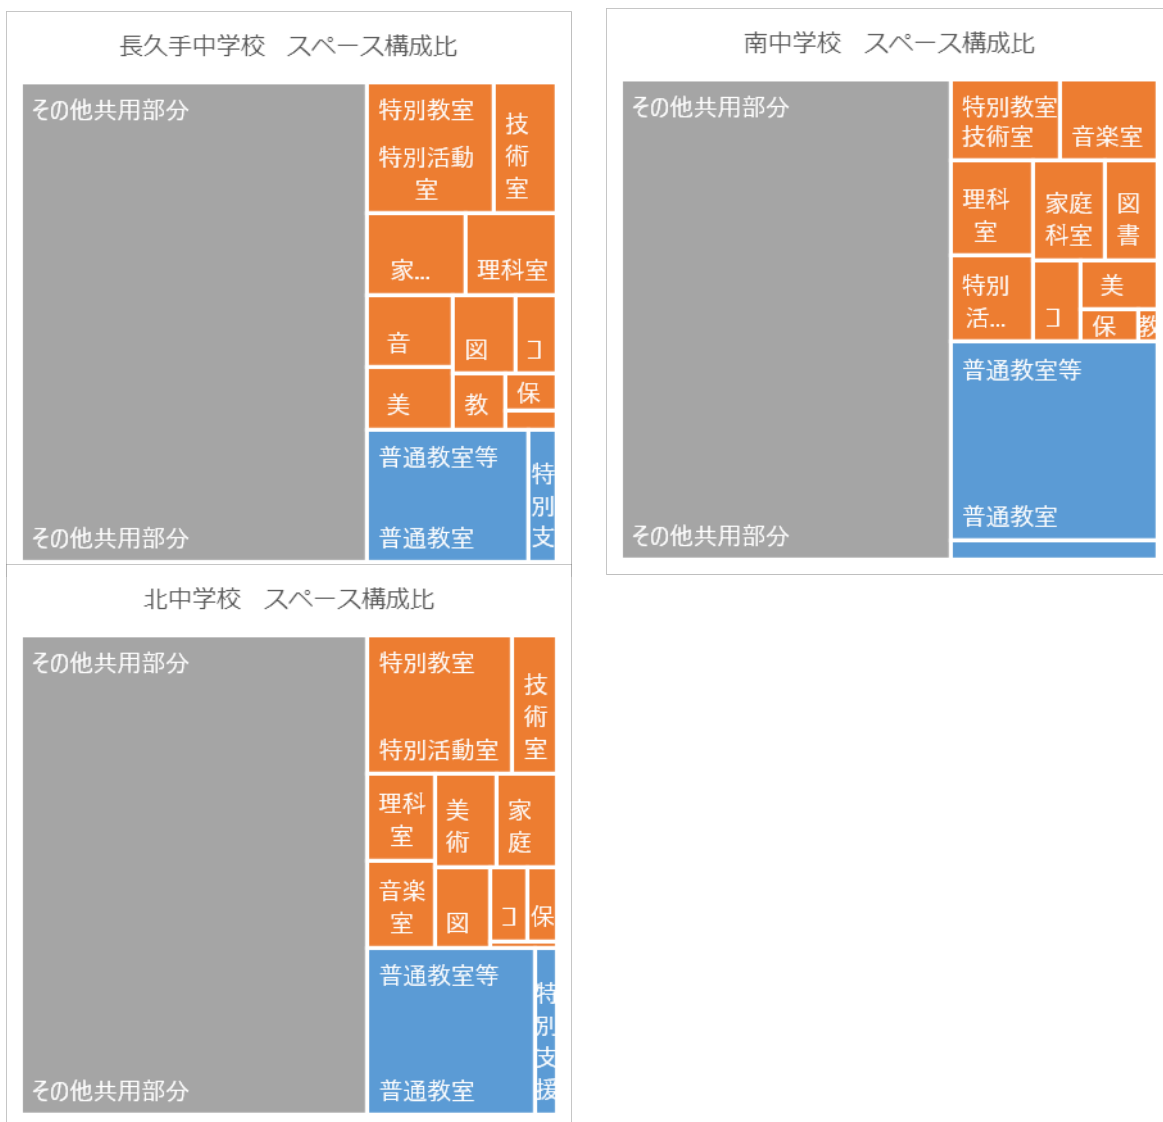 長久手中学校　スペース構成比
その他共用部分
その他共用部分
特別教室
特別活動
室
技
術
室
家...
理科室
音
図
コ
美
教
保
普通教室等
普通教室
特
別
支
南中学校　スペース構成比
その他共用部分
その他共用部分
特別教室
技術室
音楽室
理科
室
家庭
科室
図
書
特別
活...
コ
美
保
教
普通教室等
普通教室
北中学校　スペース構成比
その他共用部分
その他共用部分
特別教室
特別活動室
技
術
室
理科
室
美
術
家
庭
音楽
室
図
コ
保
普通教室等
普通教室
特
別
支
援